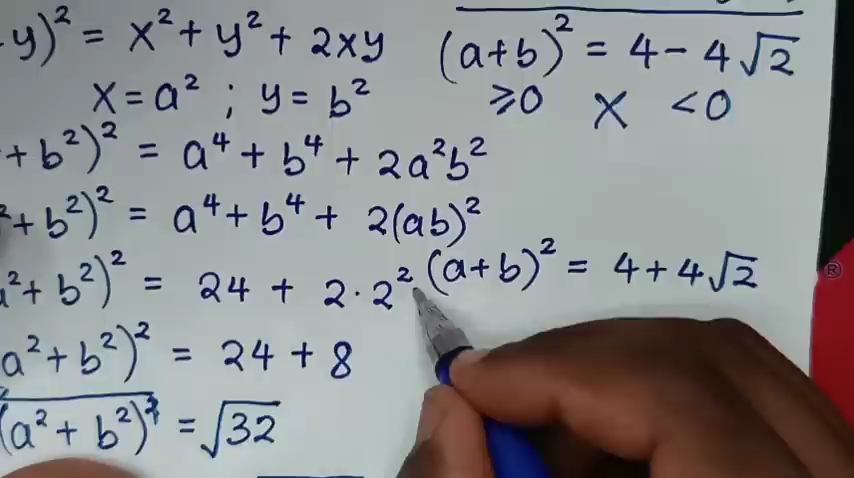 y)² = x² + y² + 2xy
x = a² ; y = b²
+ b²)² = a⁴ + b⁴ + 2a²b²
² + b²)² = a⁴ + b⁴ + 2(ab)²
a² + b²)² = 24 + 2 · 2²
a² + b²)² = 24 + 8
(a² + b²)² = √32
(a+b)² = 4 - 4√2
≥0 X <0
(a+b)² = 4 + 4√2
®